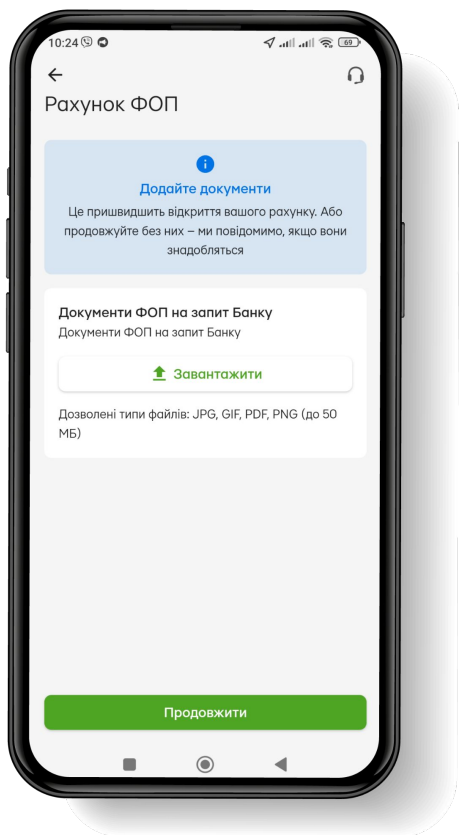 10:24
69
Рахунок ФОП
Додайте документи
Це пришвидшить відкриття вашого рахунку. Або
продовжуйте без них – ми повідомимо, якщо вони
знадобляться
Документи ФОП на запит Банку
Документи ФОП на запит Банку
Завантажити
Дозволені типи файлів: JPG, GIF, PDF, PNG (до 50
МБ)
Продовжити